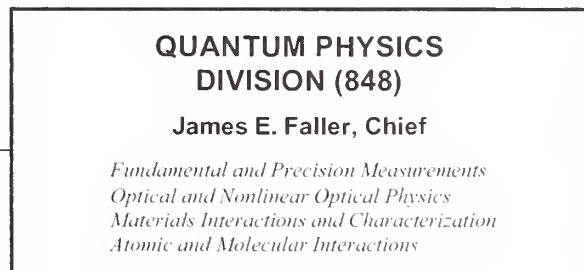 QUANTUM PHYSICS
DIVISION (848)
James E. Faller, Chief
Fundamental and Precision Measurements
Optical and Nonlinear Optical Physics
Materials Interactions and Characterization
Atomic and Molecular Interactions